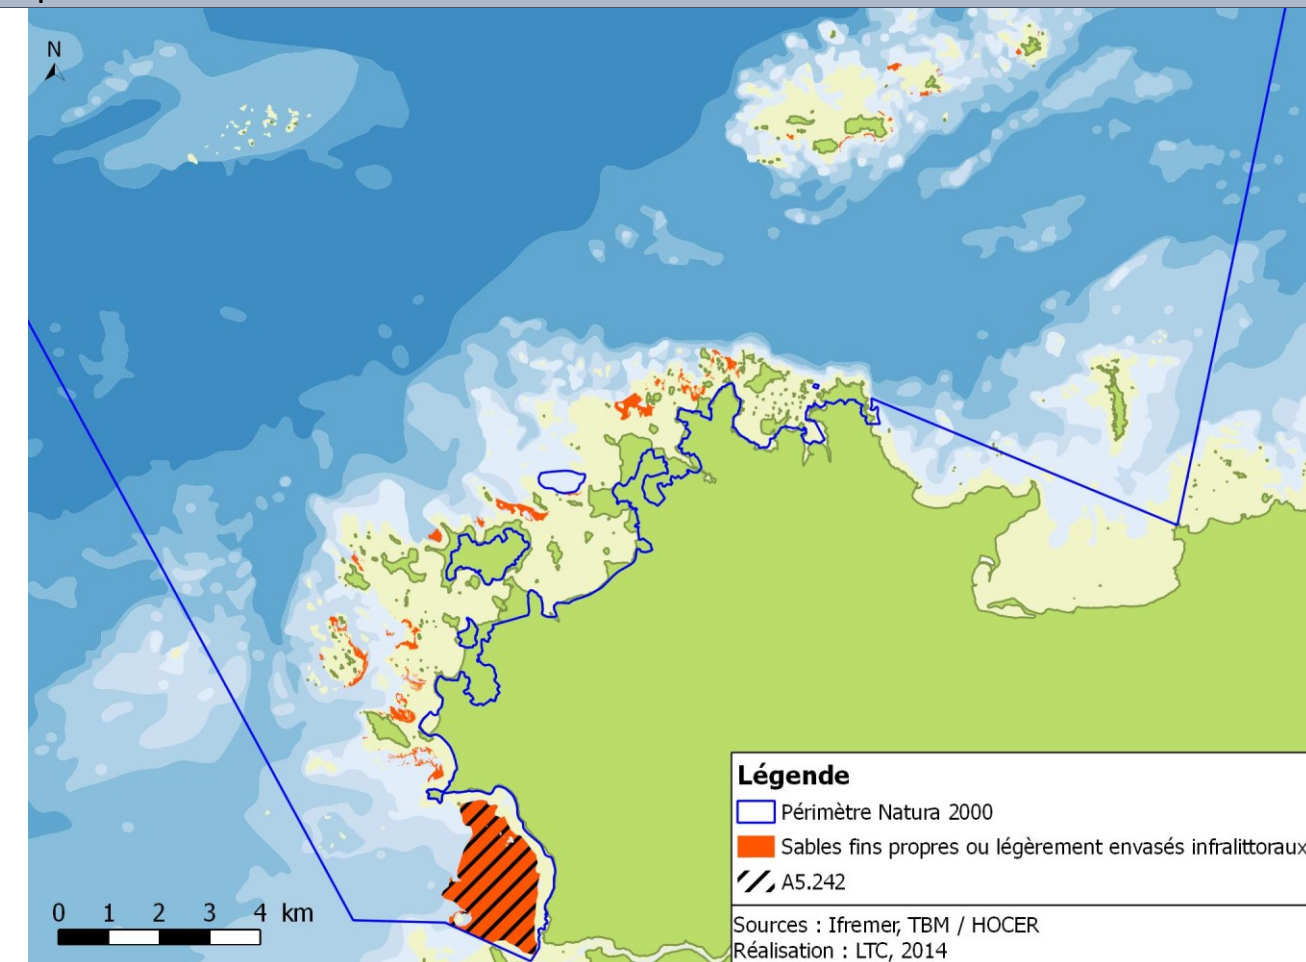 N
Légende
Périmètre Natura 2000
Sables fins propres ou légèrement envasés infralittoraux
A5.242
0 1 2 3 4 km
Sources : Ifremer, TBM / HOCER
Réalisation : LTC, 2014